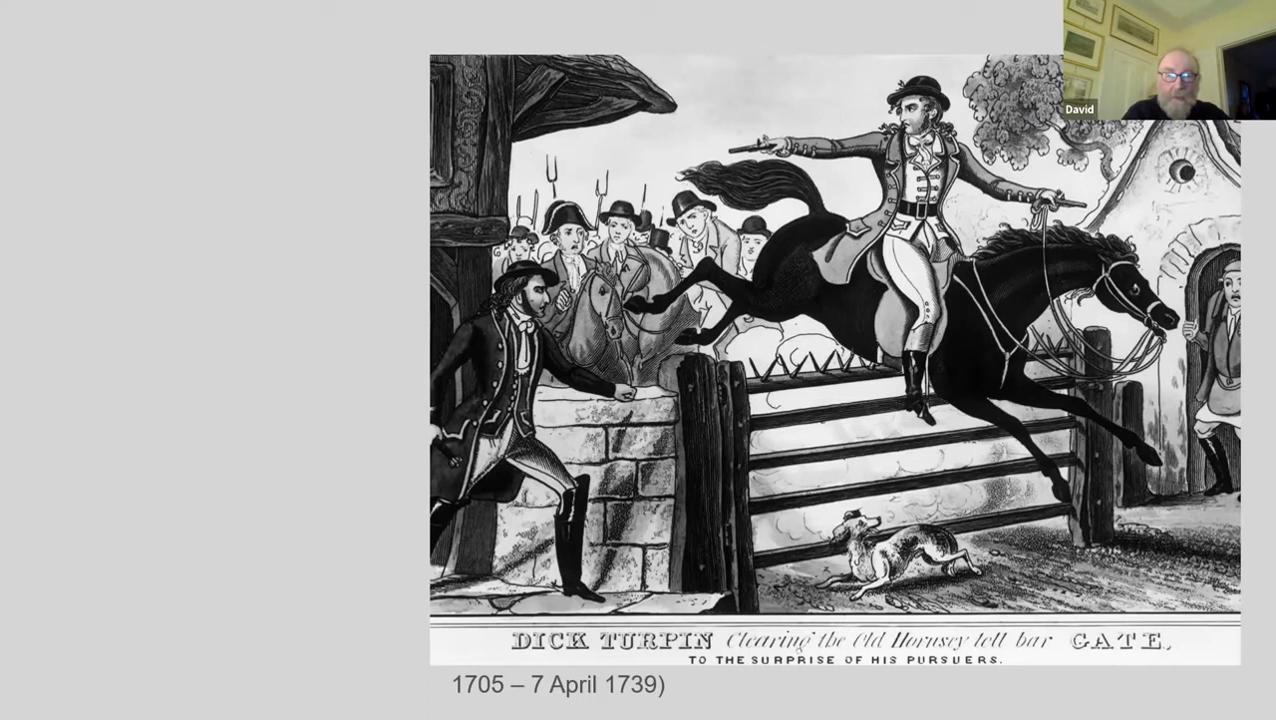 David
DICK TURPIN Clearing the Old Hornsey toll bar GATE,
TO THE SURPRISE OF HIS PURSUERS.
1705 – 7 April 1739)